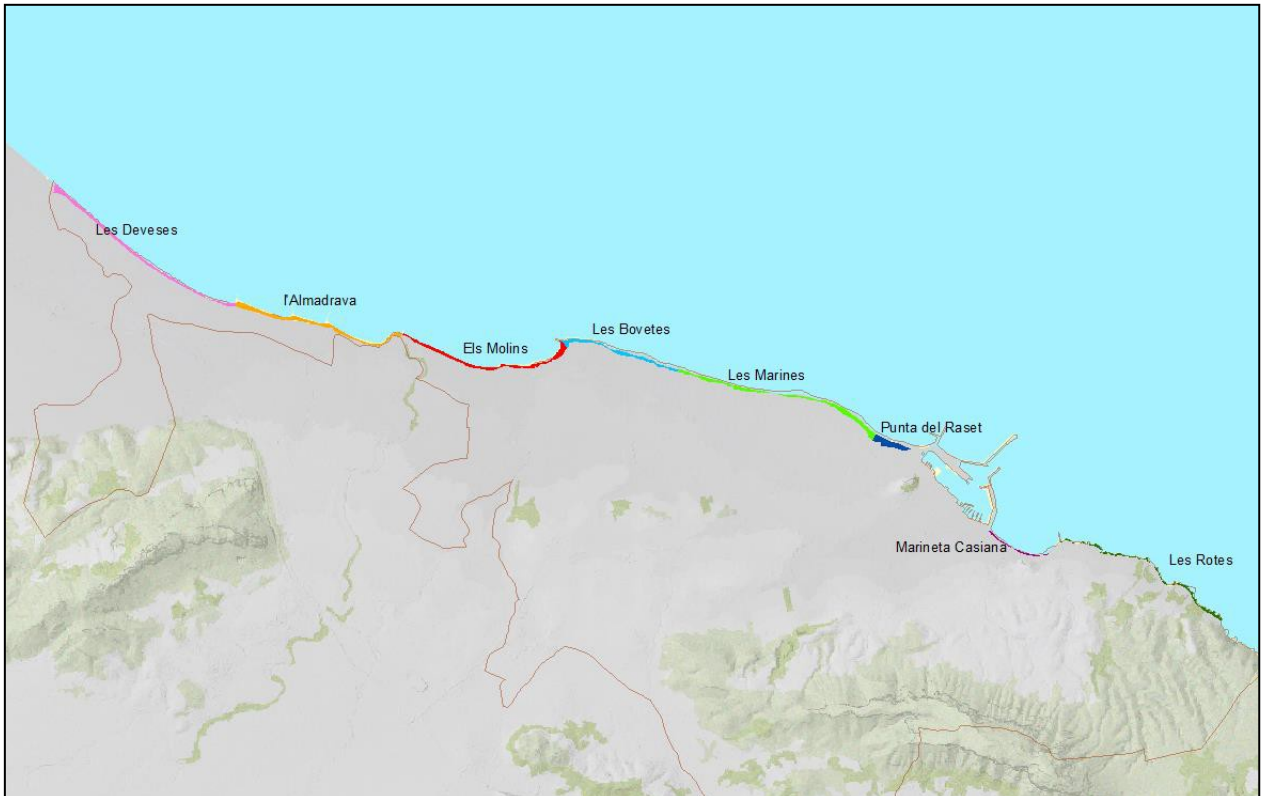 Les Deveses
l'Almadrava
Els Molins
Les Bovetes
Les Marines
Punta del Raset
Marineta Casiana
Les Rotes